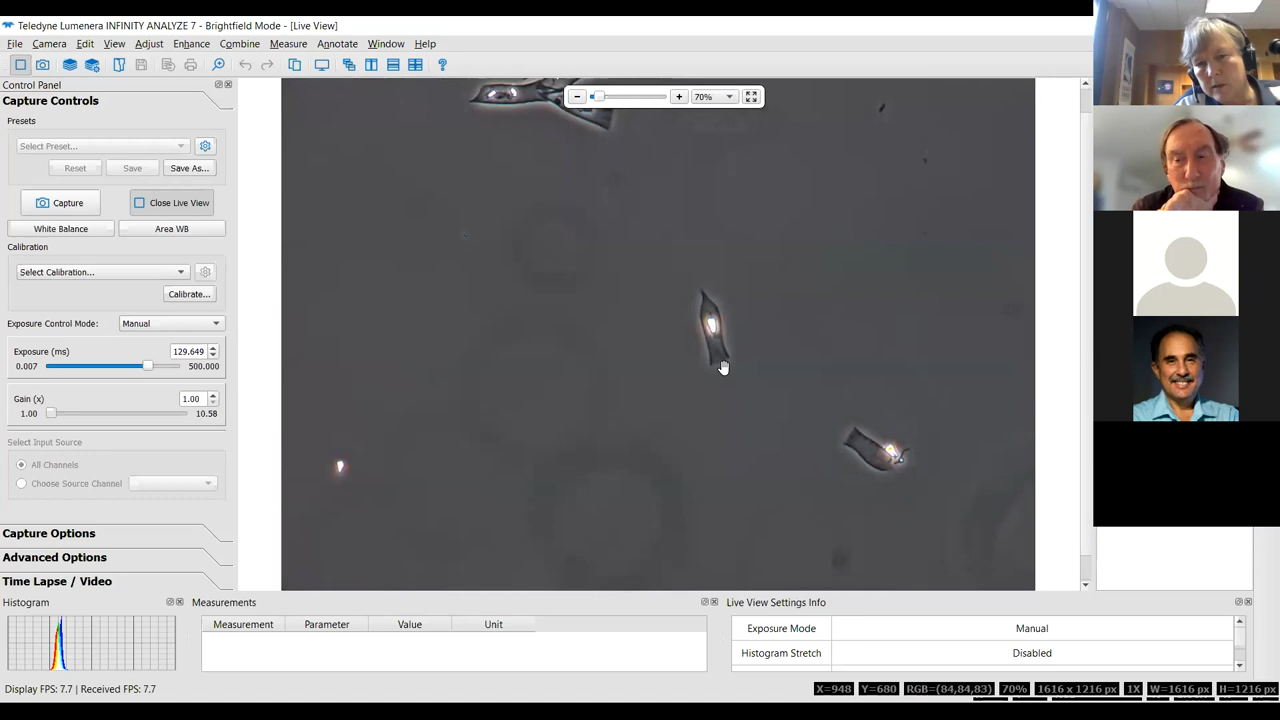 Teledyne Lumenera INFINITY ANALYZE 7 - Brightfield Mode - [Live View]
File Camera Edit View Adjust Enhance Combine Measure Annotate Window Help
Control Panel
Capture Controls
70%
Presets
Select Preset...
Reset Save Save As...
Capture Close Live View
White Balance Area WB
Calibration
Select Calibration...
Calibrate...
Exposure Control Mode: Manual
Exposure (ms) 129.649
0.007 500.000
Gain (x) 1.00
1.00 10.58
Select Input Source
All Channels
Choose Source Channel
Capture Options
Advanced Options
Time Lapse / Video
Histogram Measurements Live View Settings Info
Measurement Parameter Value Unit
Exposure Mode Manual
Histogram Stretch Disabled
Display FPS: 7.7 | Received FPS: 7.7
X=948 Y=680 RGB=(84,84,83) 70% 1616 x 1216 px 1X W=1616 px H=1216 px